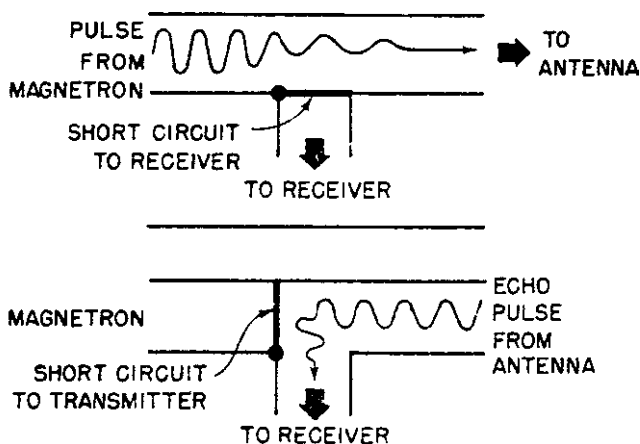 PULSE
FROM
MAGNETRON
TO
ANTENNA
SHORT CIRCUIT
TO RECEIVER
TO RECEIVER
MAGNETRON
ECHO
PULSE
FROM
ANTENNA
SHORT CIRCUIT
TO TRANSMITTER
TO RECEIVER